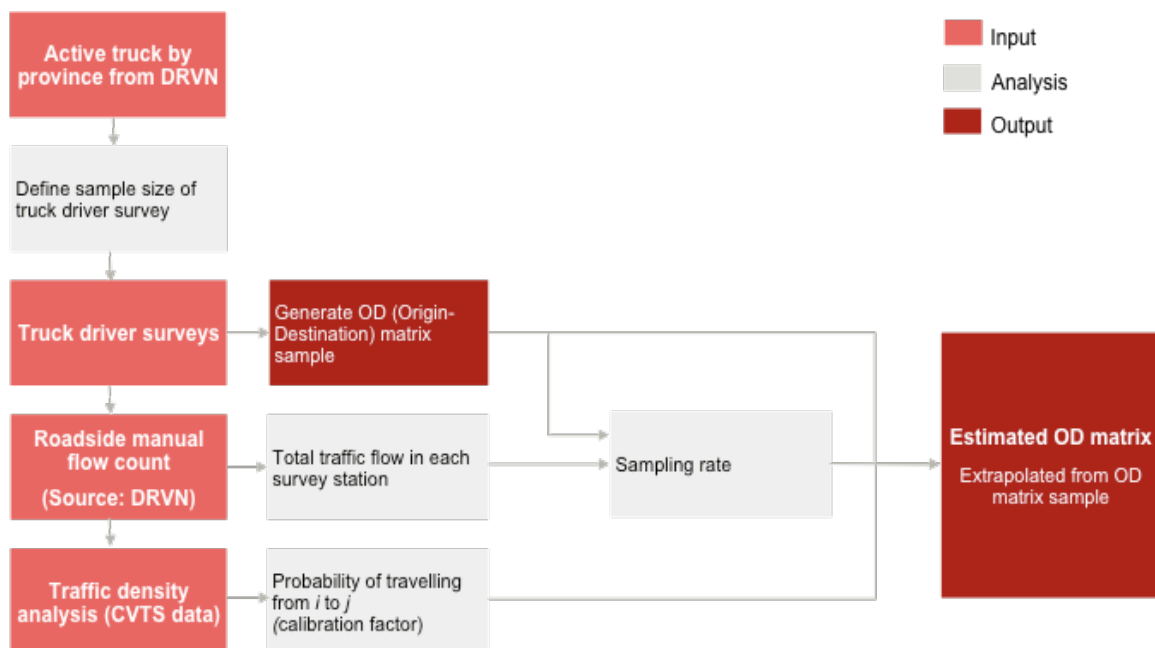 Active truck by
province from DRVN
Input
Analysis
Output
Define sample size of
truck driver survey
Truck driver surveys
Generate OD (Origin-
Destination) matrix
sample
Roadside manual
flow count
(Source: DRVN)
Total traffic flow in each
survey station
Sampling rate
Estimated OD matrix
Extrapolated from OD
matrix sample
Traffic density
analysis (CVTS data)
Probability of travelling
from i to j
(calibration factor)